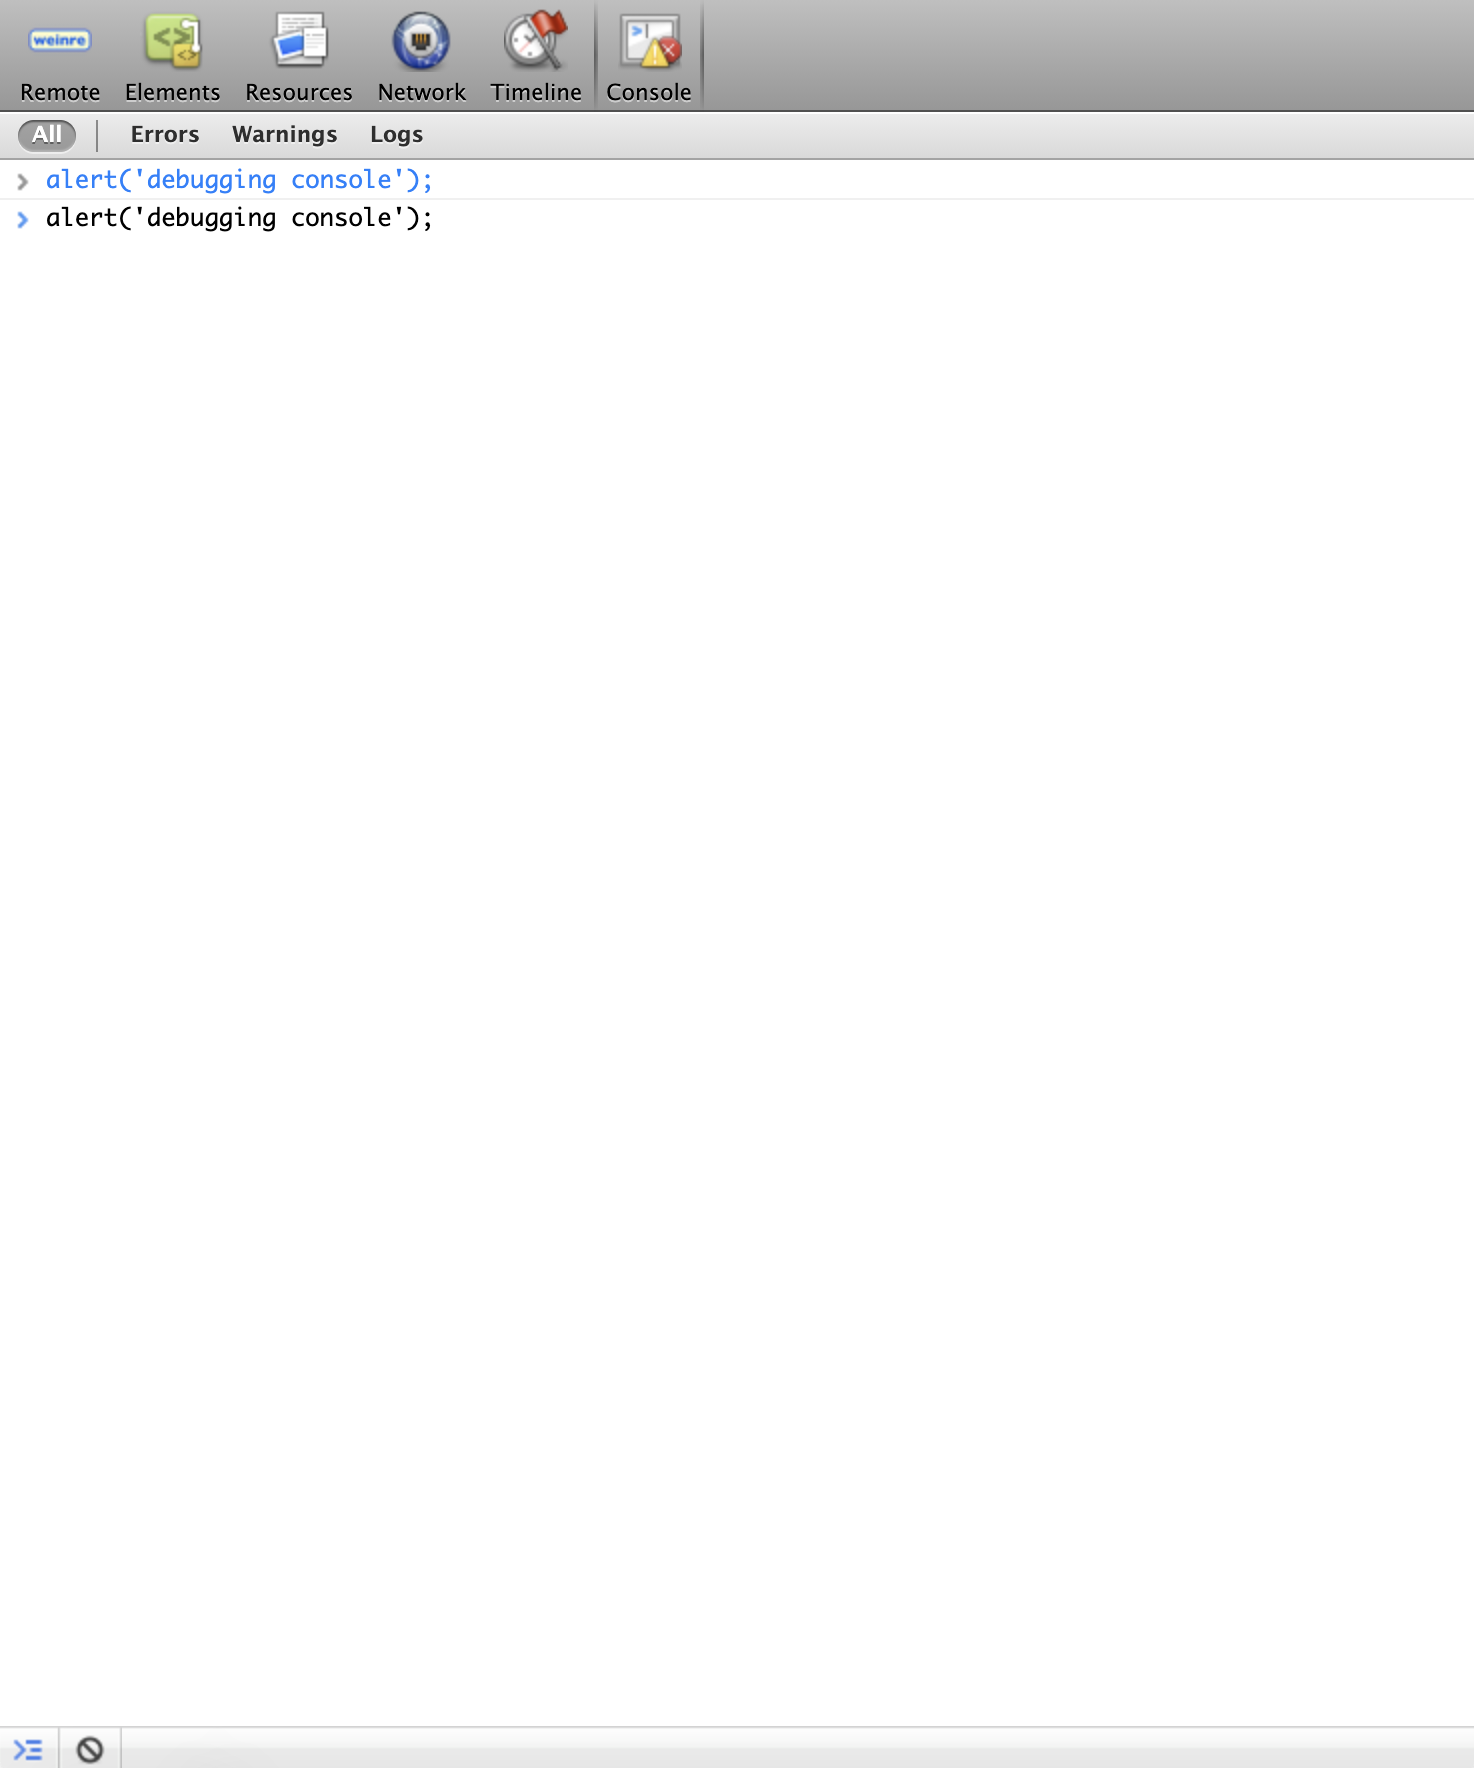 weinre
Remote Elements Resources Network Timeline Console
All Errors Warnings Logs
alert('debugging console');
alert('debugging console');